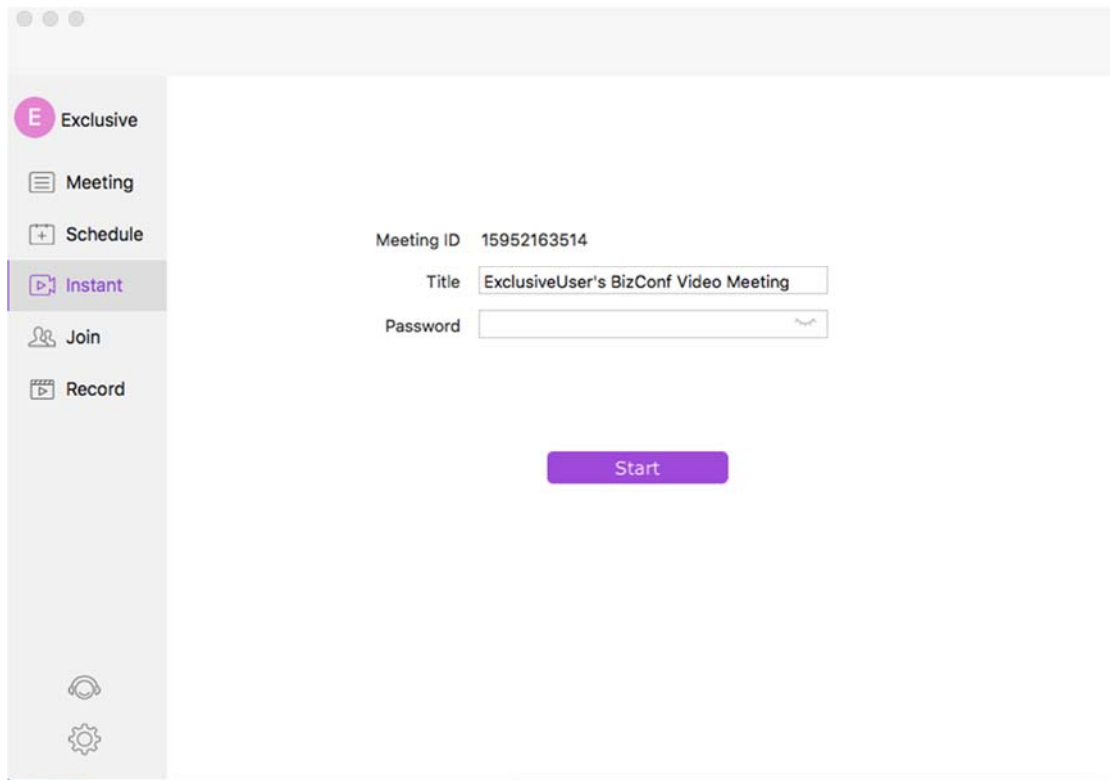 E Exclusive
Meeting
Schedule
Instant
Join
Record
Meeting ID 15952163514
Title ExclusiveUser's BizConf Video Meeting
Password
Start